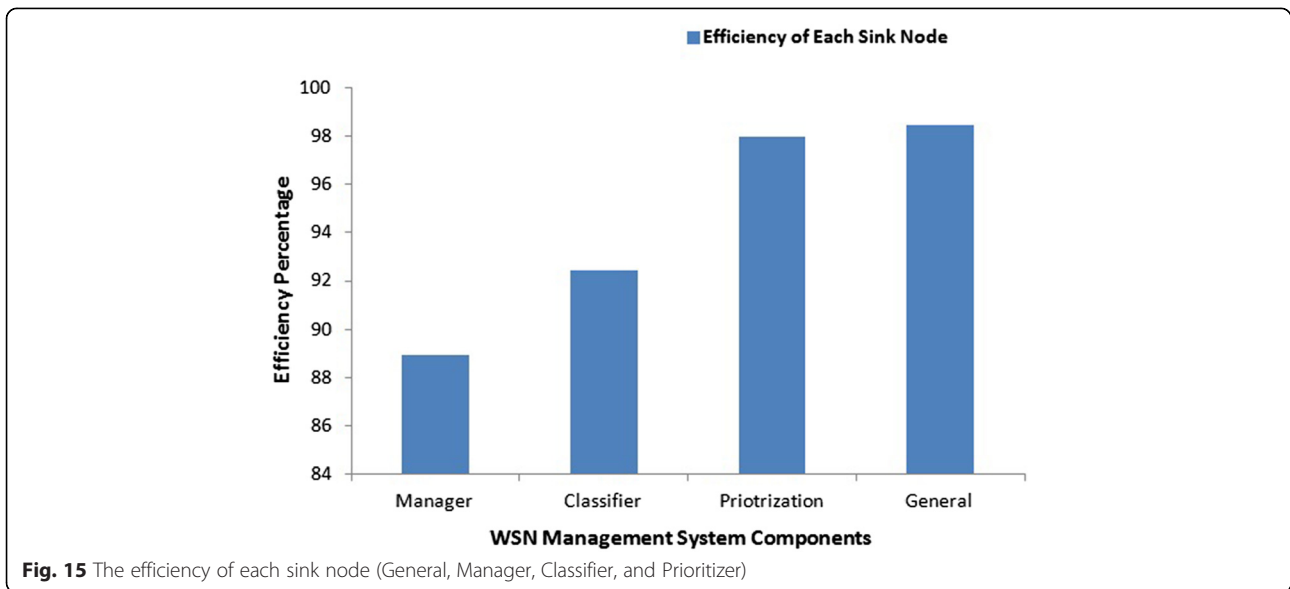 Efficiency of Each Sink Node
Efficiency Percentage
100
98
96
94
92
90
88
86
84
Manager Classifier Priotrization General
WSN Management System Components
Fig. 15 The efficiency of each sink node (General, Manager, Classifier, and Prioritizer)